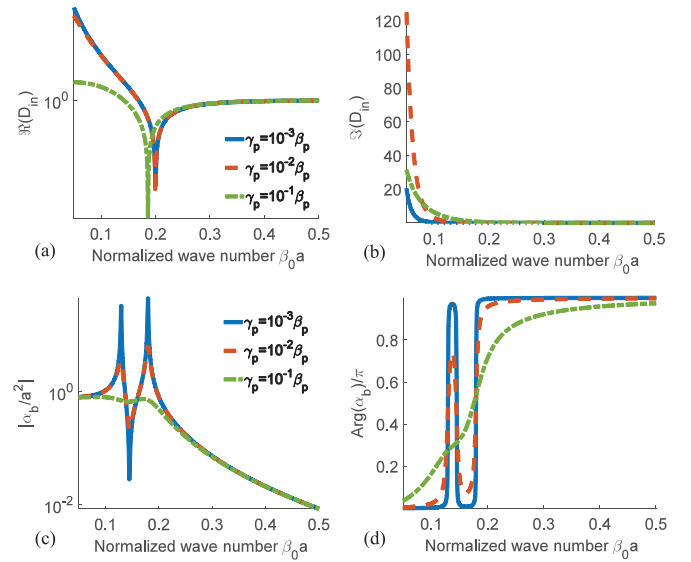 ℜ(D_in)
10^0
γ_p=10^-3β_p
γ_p=10^-2β_p
γ_p=10^-1β_p
0.1 0.2 0.3 0.4 0.5
(a) Normalized wave number β_0a
ℑ(D_in)
120
100
80
60
40
20
0.1 0.2 0.3 0.4 0.5
(b) Normalized wave number β_0a
|α_b/a^2|
10^0
10^-2
γ_p=10^-3β_p
γ_p=10^-2β_p
γ_p=10^-1β_p
0.1 0.2 0.3 0.4 0.5
(c) Normalized wave number β_0a
Arg(α_b)/π
0.8
0.6
0.4
0.2
0.1 0.2 0.3 0.4 0.5
(d) Normalized wave number β_0a